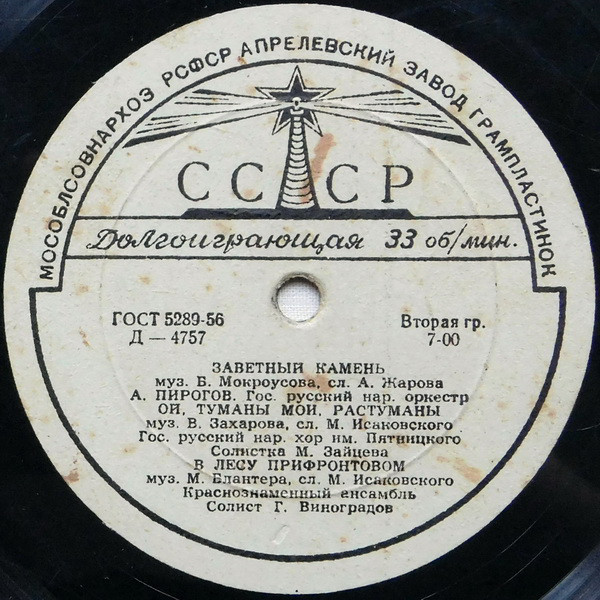 МОСОБЛСОВНАРХОЗ РСФСР АПРЕЛЕВСКИЙ ЗАВОД ГРАМПЛАСТИНОК
СССР
Долгоиграющая 33 об/мин.
ГОСТ 5289-56
Д — 4757
Вторая гр.
7-00
ЗАВЕТНЫЙ КАМЕНЬ
муз. Б. Мокроусова, сл. А. Жарова
А. ПИРОГОВ. Гос. русский нар. оркестр
ОЙ, ТУМАНЫ МОИ, РАСТУМАНЫ
муз. В. Захарова, сл. М. Исаковского
Гос. русский нар. хор им. Пятницкого
Солистка М. Зайцева
В ЛЕСУ ПРИФРОНТОВОМ
муз. М. Блантера, сл. М. Исаковского
Краснознаменный ансамбль
Солист Г. Виноградов